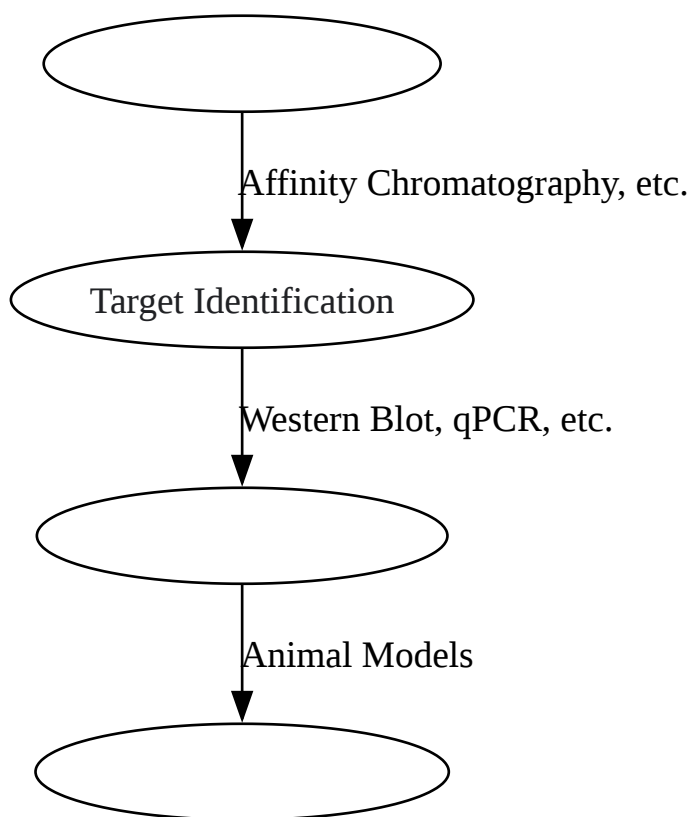 Affinity Chromatography, etc.
Target Identification
Western Blot, qPCR, etc.
Animal Models